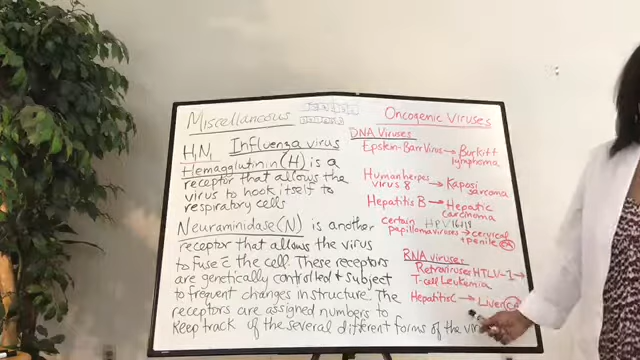 Miscellaneous
H1N1 Influenza virus
Hemagglutinin (H) is a
receptor that allows the
virus to hook itself to
respiratory cells
Neuraminidase (N) is another
receptor that allows the virus
to fuse c̄ the cell. These receptors
are genetically controlled + subject
to frequent changes in structure. The
receptors are assigned numbers to
keep track of the several different forms of the
Oncogenic Viruses
DNA Viruses
Epstein-Barr Virus → Burkitt
lymphoma
Human herpes
virus 8 → Kaposi
sarcoma
Hepatitis B → Hepatic
carcinoma
certain HPV 16+18
papillomaviruses → cervical
+ penile CA
RNA viruses
Retroviruses HTLV-1 →
T-cell Leukemia
Hepatitis C → Liver